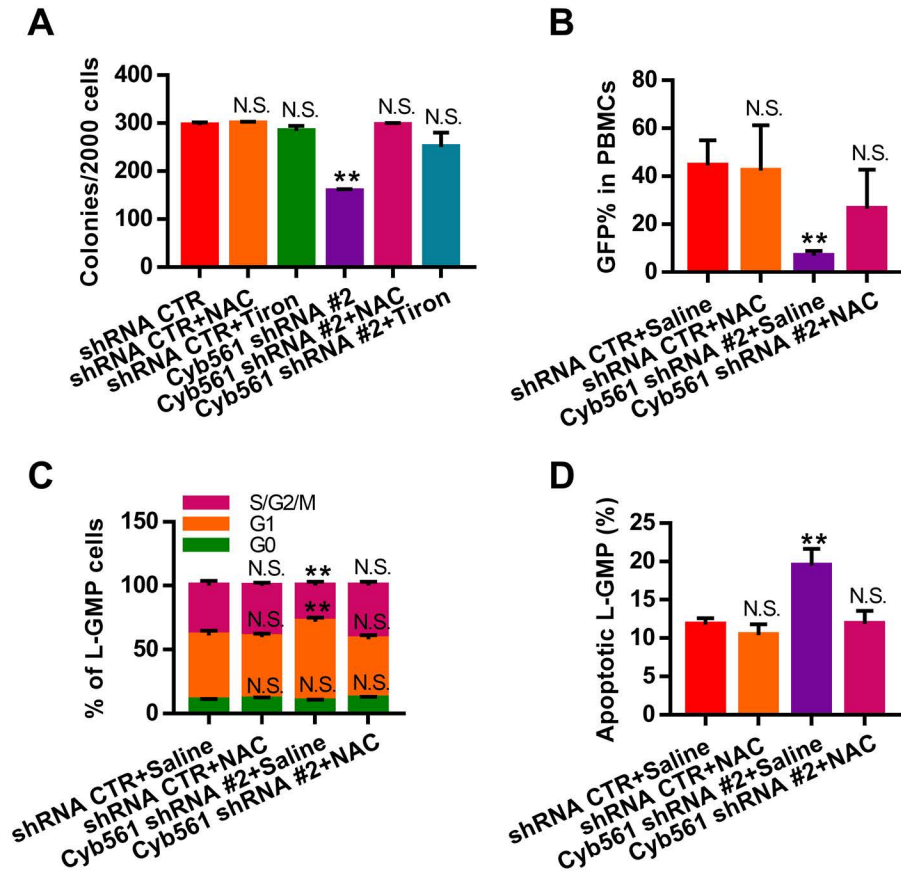 A
Colonies/2000 cells
400
300
200
100
0
N.S.
N.S.
**
N.S.
shRNA CTR
shRNA CTR+NAC
shRNA CTR+Tiron
Cyb561 shRNA #2
Cyb561 shRNA #2+NAC
Cyb561 shRNA #2+Tiron
B
GFP% in PBMCs
80
60
40
20
0
N.S.
**
N.S.
shRNA CTR+Saline
shRNA CTR+NAC
Cyb561 shRNA #2+Saline
Cyb561 shRNA #2+NAC
C
% of L-GMP cells
S/G2/M
G1
G0
150
100
50
0
N.S.
**
N.S.
N.S.
**
N.S.
N.S.
N.S.
N.S.
shRNA CTR+Saline
shRNA CTR+NAC
Cyb561 shRNA #2+Saline
Cyb561 shRNA #2+NAC
D
Apoptotic L-GMP (%)
25
20
15
10
5
0
N.S.
**
N.S.
shRNA CTR+Saline
shRNA CTR+NAC
Cyb561 shRNA #2+Saline
Cyb561 shRNA #2+NAC